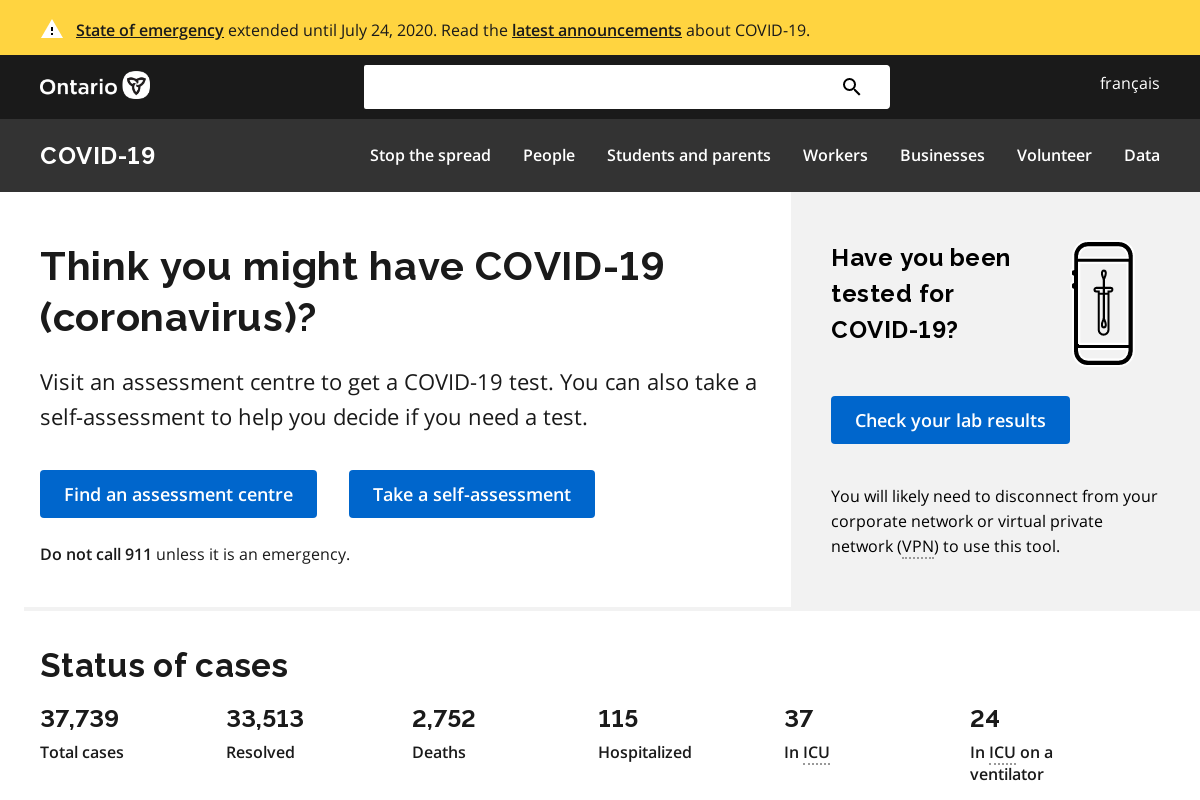 State of emergency extended until July 24, 2020. Read the latest announcements about COVID-19.
Ontario
français
COVID-19
Stop the spread
People
Students and parents
Workers
Businesses
Volunteer
Data
Think you might have COVID-19
(coronavirus)?
Visit an assessment centre to get a COVID-19 test. You can also take a
self-assessment to help you decide if you need a test.
Find an assessment centre
Take a self-assessment
Do not call 911 unless it is an emergency.
Have you been
tested for
COVID-19?
Check your lab results
You will likely need to disconnect from your
corporate network or virtual private
network (VPN) to use this tool.
Status of cases
37,739
Total cases
33,513
Resolved
2,752
Deaths
115
Hospitalized
37
In ICU
24
In ICU on a
ventilator